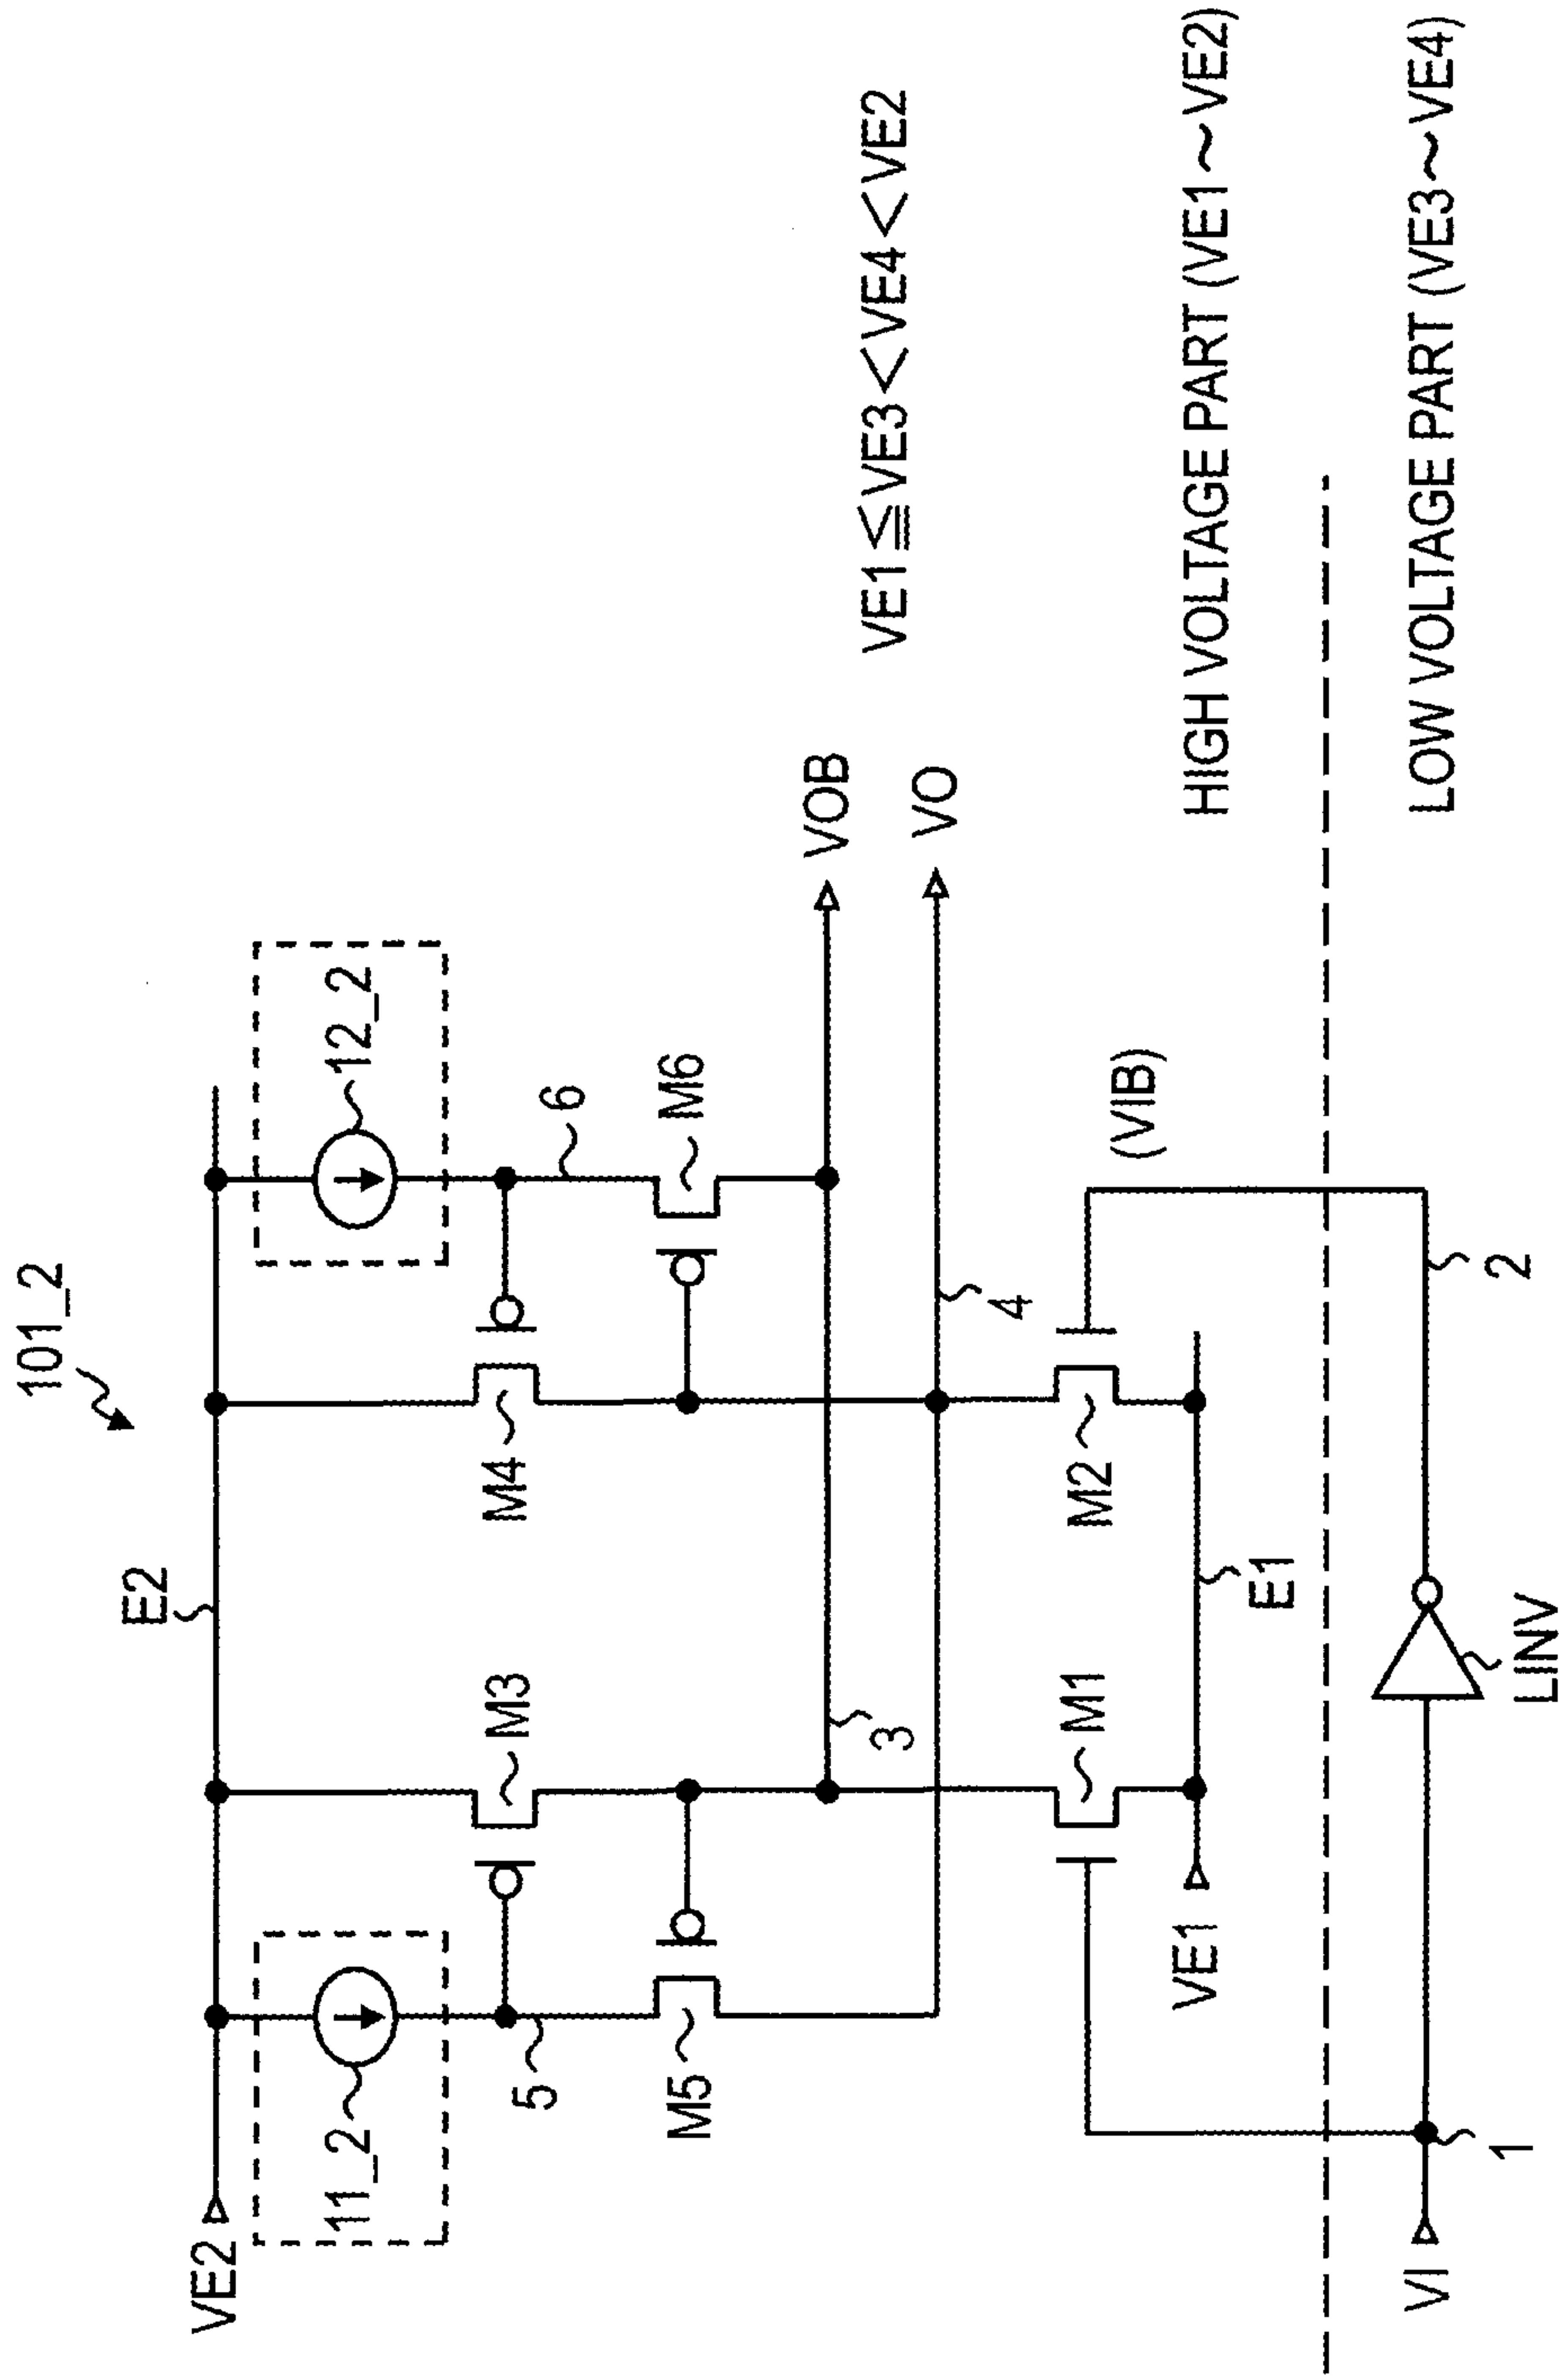 101_2
E2
VE2
11_2
12_2
5
M3
M4
6
M5
M6
3
VOB
4
VO
VE1≦VE3<VE4<VE2
M1
M2
(VIB)
VE1
E1
HIGH VOLTAGE PART (VE1~VE2)
VI
1
LINV
2
LOW VOLTAGE PART (VE3~VE4)